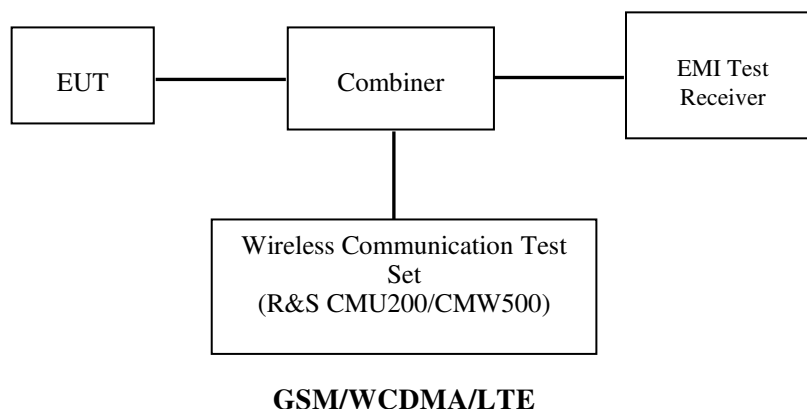 EUT
Combiner
EMI Test
Receiver
Wireless Communication Test
Set
(R&S CMU200/CMW500)
GSM/WCDMA/LTE